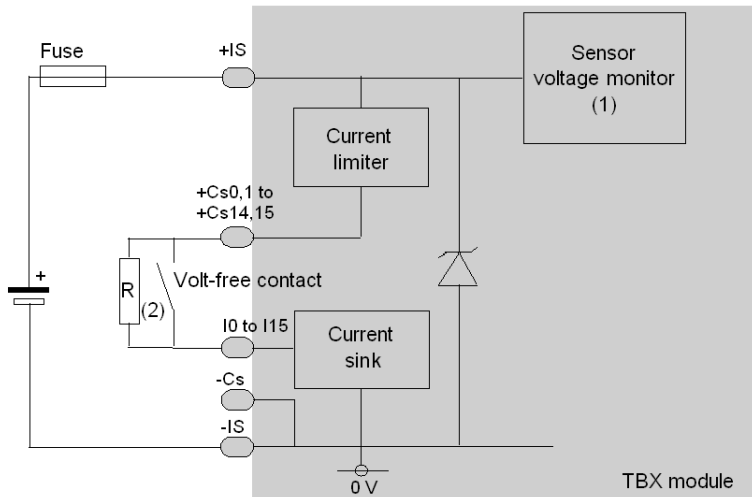 Fuse
+IS
Sensor
voltage monitor
(1)
Current
limiter
+Cs0,1 to
+Cs14,15
+
R
(2)
Volt-free contact
I0 to I15
Current
sink
-Cs
-IS
0 V
TBX module